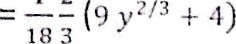 = 1/18 2/3 (9 y^{2/3} + 4)